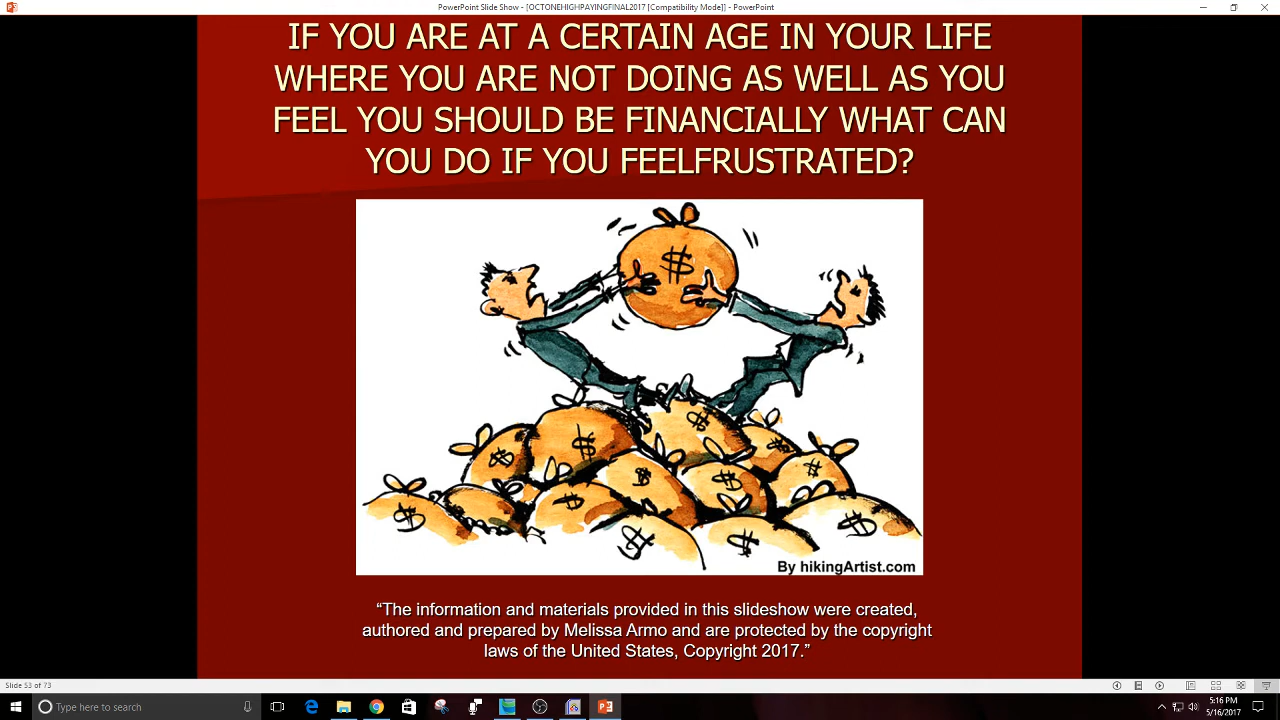 PowerPoint Slide Show - [OCTONEHIGHPAYINGFINAL2017 [Compatibility Mode]] - PowerPoint
IF YOU ARE AT A CERTAIN AGE IN YOUR LIFE
WHERE YOU ARE NOT DOING AS WELL AS YOU
FEEL YOU SHOULD BE FINANCIALLY WHAT CAN
YOU DO IF YOU FEELFRUSTRATED?
$
$
$
$
$
$
$
$
$
$
$
$
By hikingArtist.com
“The information and materials provided in this slideshow were created,
authored and prepared by Melissa Armo and are protected by the copyright
laws of the United States, Copyright 2017.”
Slide 53 of 73
Type here to search
5:16 PM
5/16/2017